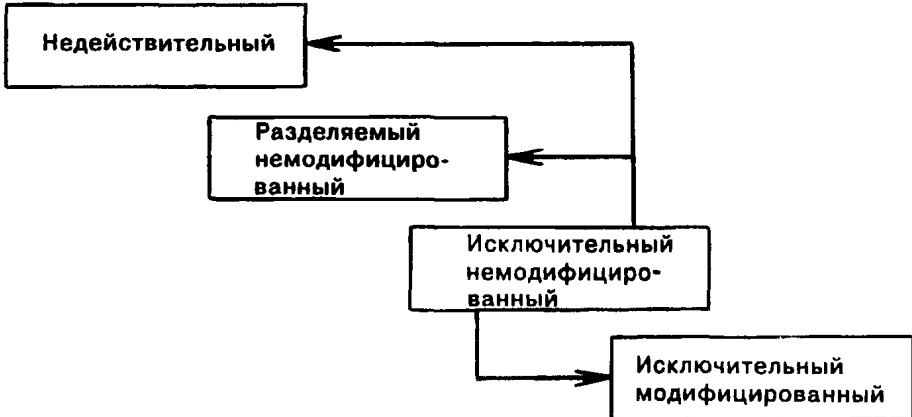 Недействительный
Разделяемый
немодифициро-
ванный
Исключительный
немодифициро-
ванный
Исключительный
модифицированный